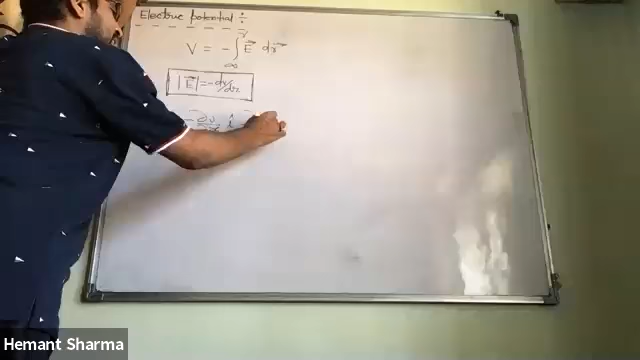 Electric potential ÷
V = - ∫ E⃗ dr⃗
∞
|E⃗| = -dv/dr
- ∂v î
Hemant Sharma